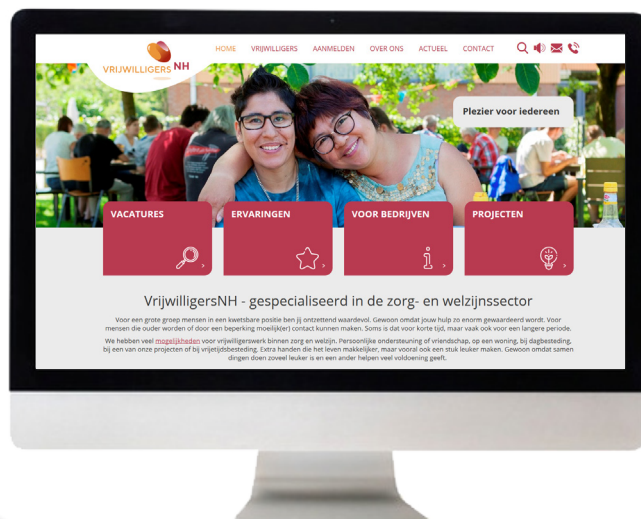 HOME VRIJWILLIGERS AANMELDEN OVER ONS ACTUEEL CONTACT
VRIJWILLIGERS NH
Plezier voor iedereen
VACATURES ERVARINGEN VOOR BEDRIJVEN PROJECTEN
VrijwilligersNH - gespecialiseerd in de zorg- en welzijnssector
Voor een grote groep mensen in een kwetsbare positie ben jij ontzettend waardevol. Gewoon omdat jouw hulp zo enorm gewaardeerd wordt. Voor
mensen die ouder worden of door een beperking moeilijk(er) contact kunnen maken. Soms is dat voor korte tijd, maar vaak ook voor een langere periode.
We hebben veel mogelijkheden voor vrijwilligerswerk binnen zorg en welzijn. Persoonlijke ondersteuning of vriendschap, op een woning, bij dagbesteding,
bij een van onze projecten of bij vrijetijdsbesteding. Extra handen die het leven makkelijker, maar vooral ook een stuk leuker maken. Gewoon omdat samen
dingen doen zoveel leuker is en een ander helpen veel voldoening geeft.